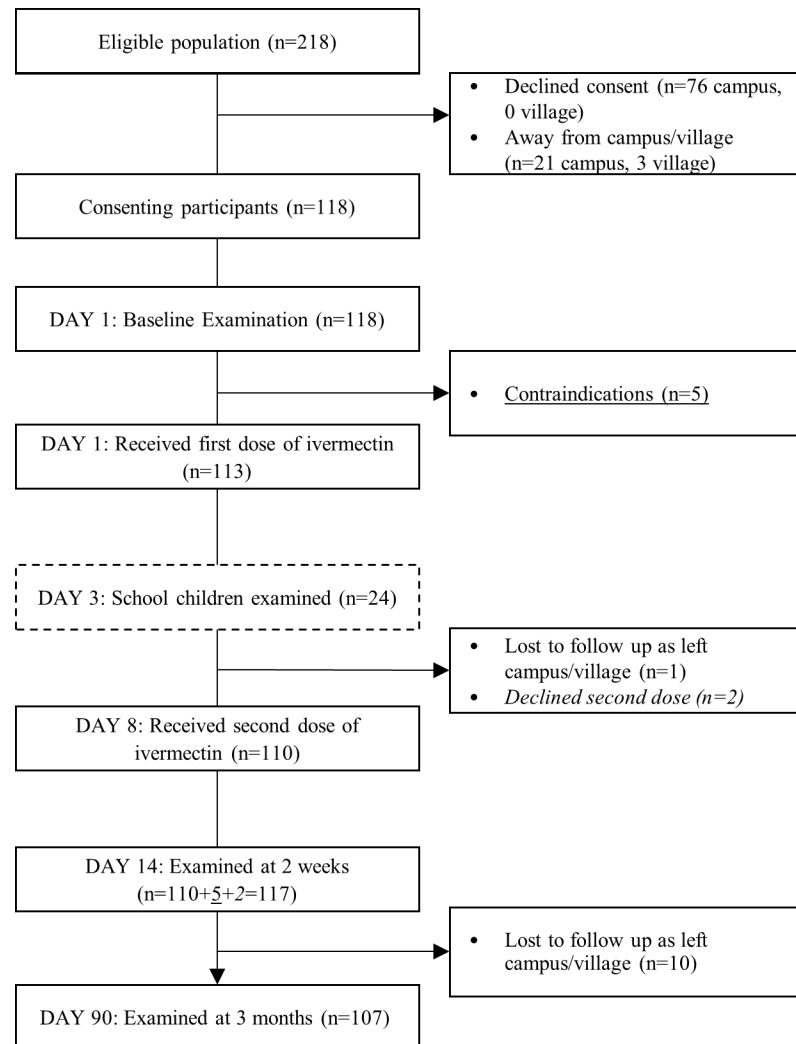 Eligible population (n=218)
• Declined consent (n=76 campus,
0 village)
• Away from campus/village
(n=21 campus, 3 village)
Consenting participants (n=118)
DAY 1: Baseline Examination (n=118)
• Contraindications (n=5)
DAY 1: Received first dose of ivermectin
(n=113)
DAY 3: School children examined (n=24)
• Lost to follow up as left
campus/village (n=1)
• Declined second dose (n=2)
DAY 8: Received second dose of
ivermectin (n=110)
DAY 14: Examined at 2 weeks
(n=110+5+2=117)
• Lost to follow up as left
campus/village (n=10)
DAY 90: Examined at 3 months (n=107)